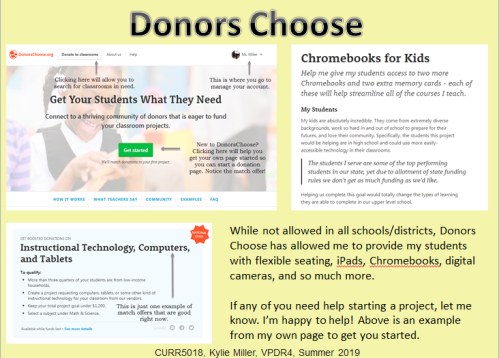 Donors Choose
DonorsChoose.org
Donate to classrooms
About us
Help
Ms. Miller
Clicking here will allow you to
search for classrooms in need.
This is where you go to
manage your account.
Get Your Students What They Need
Connect to a thriving community of donors that is eager to fund
your classroom projects.
Get started
We'll match donations to your first project.
New to DonorsChoose?
Clicking here will help you
get your own page started so
you can start a donation
page. Notice the match offer!
HOW IT WORKS
WHAT TEACHERS SAY
COMMUNITY
EXAMPLES
FAQ
Chromebooks for Kids
Help me give my students access to two more
Chromebooks and two extra memory cards - each of
these will help streamline all of the courses I teach.
My Students
My kids are absolutely incredible. They come from extremely diverse
backgrounds, work so hard in and out of school to prepare for their
futures, and love their community. Specifically, the students this project
would be helping are in high school and could use more easily-
accessible technology in their classrooms.
The students I serve are some of the top performing
students in our state, yet due to allotment of state funding
rules we don't get as much funding as we'd like.
Helping us complete this goal would totally change the types of learning
they are able to complete in our upper level school.
GET BOOSTED DONATIONS ON
Instructional Technology, Computers,
and Tablets
To qualify:
More than three quarters of your students are from low-income
households.
Create a project requesting computers, tablets, or some other kind of
instructional technology for your classroom from our vendors.
Keep your total project goal under $1,200.
Select a subject under Math & Science.
This is just one example of
match offers that are good
right now.
Available while funds last
See more details
SHARE
While not allowed in all schools/districts, Donors
Choose has allowed me to provide my students
with flexible seating, iPads, Chromebooks, digital
cameras, and so much more.
If any of you need help starting a project, let me
know. I'm happy to help! Above is an example
from my own page to get you started.
CURR5018, Kylie Miller, VPDR4, Summer 2019